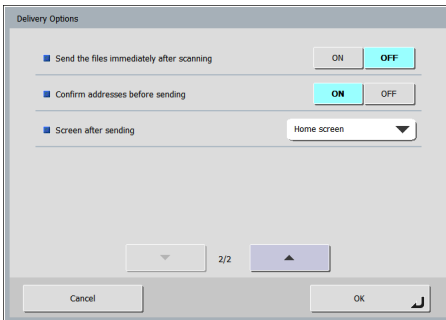 Delivery Options
Send the files immediately after scanning ON OFF
Confirm addresses before sending ON OFF
Screen after sending Home screen
2/2
Cancel OK